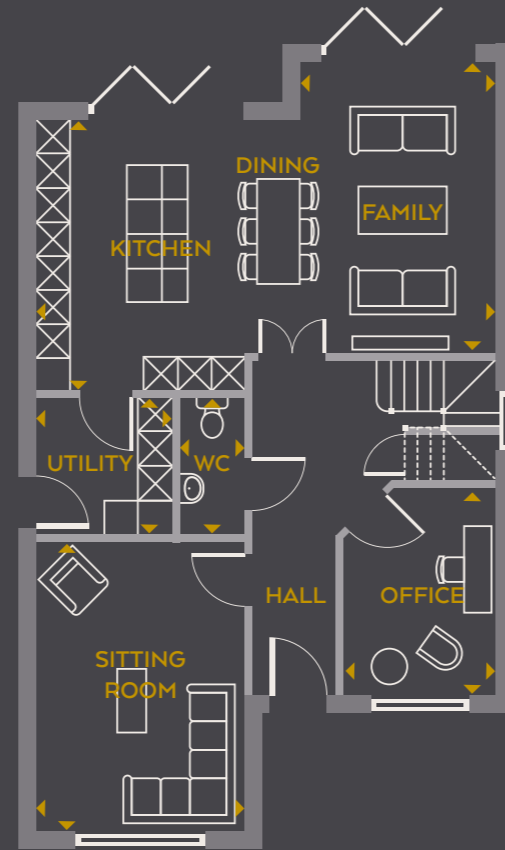 DINING
FAMILY
KITCHEN
UTILITY
WC
HALL
OFFICE
SITTING
ROOM